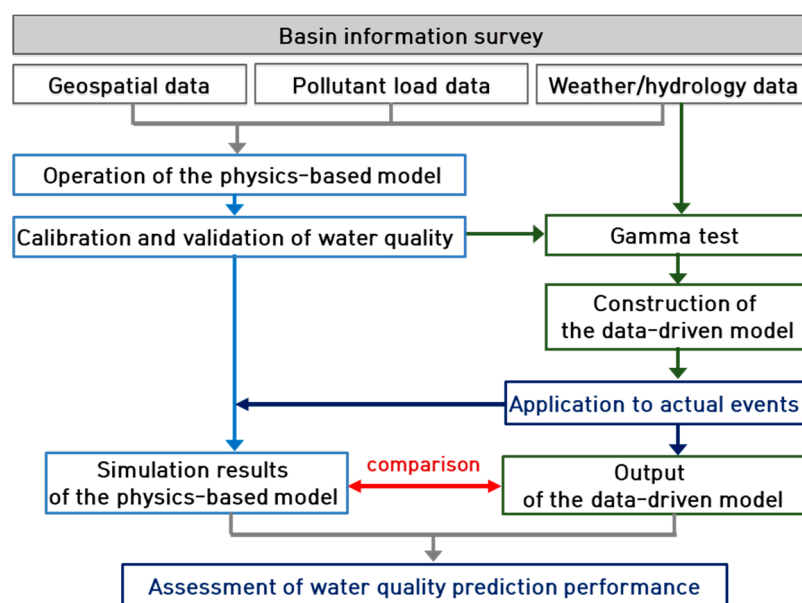 Basin information survey
Geospatial data
Pollutant load data
Weather/hydrology data
Operation of the physics-based model
Calibration and validation of water quality
Gamma test
Construction of
the data-driven model
Application to actual events
Simulation results
of the physics-based model
comparison
Output
of the data-driven model
Assessment of water quality prediction performance